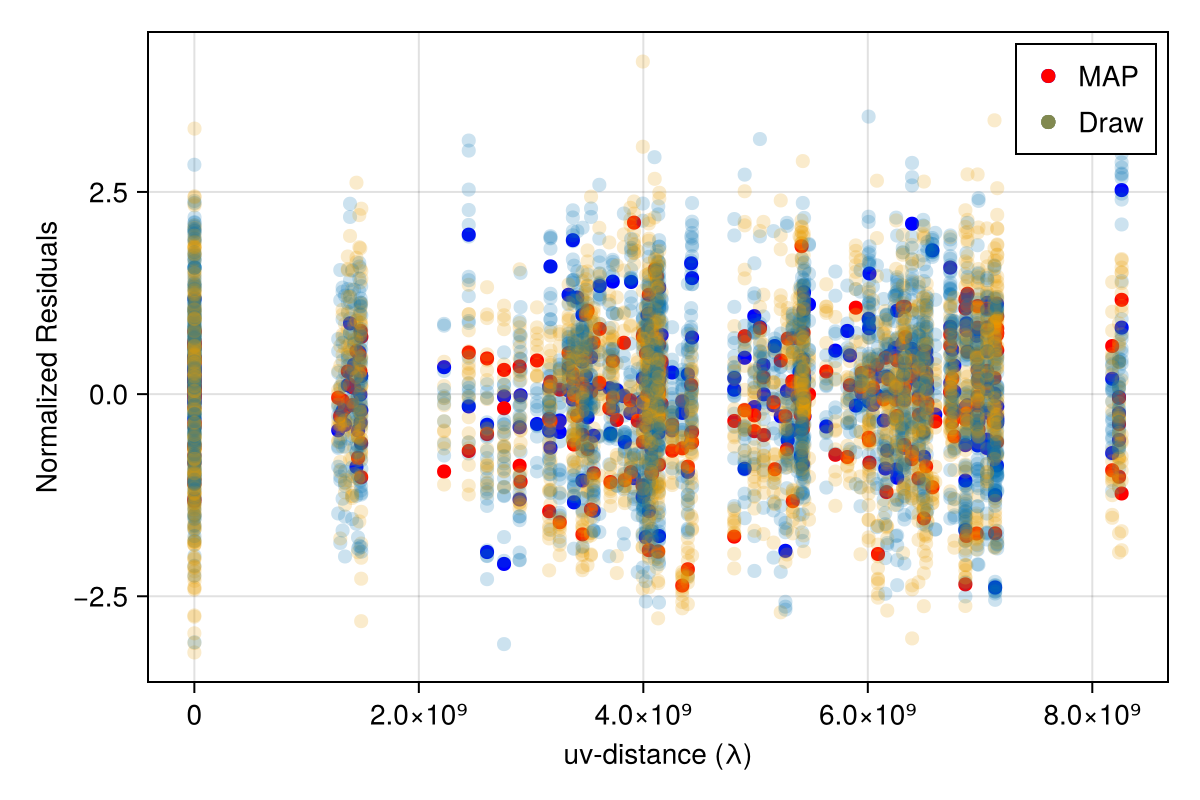 MAP
Draw
2.5
0.0
−2.5
Normalized Residuals
0
2.0×10⁹
4.0×10⁹
6.0×10⁹
8.0×10⁹
uv-distance (λ)